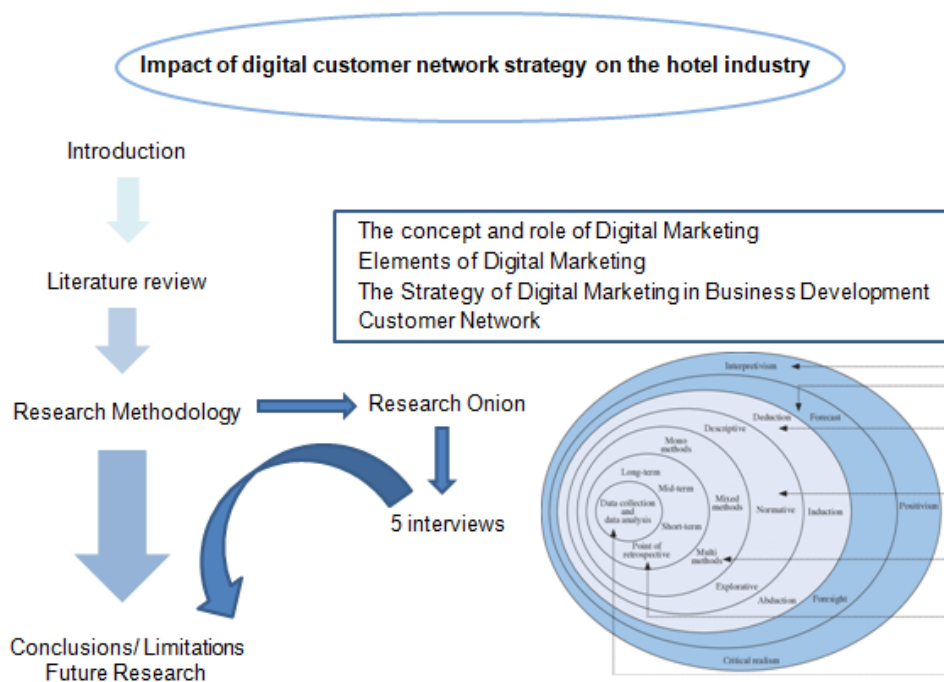 Impact of digital customer network strategy on the hotel industry
Introduction
The concept and role of Digital Marketing
Elements of Digital Marketing
The Strategy of Digital Marketing in Business Development
Customer Network
Literature review
Research Methodology
Research Onion
5 interviews
Conclusions/ Limitations
Future Research
Interpretivism
Deduction
Forecast
Descriptive
Mono
methods
Long-term
Mid-term
Data collection
and
data analysis
Mixed
methods
Normative
Induction
Positivism
Short-term
Point of
retrospective
Multi
methods
Explorative
Abduction
Foresight
Critical realism